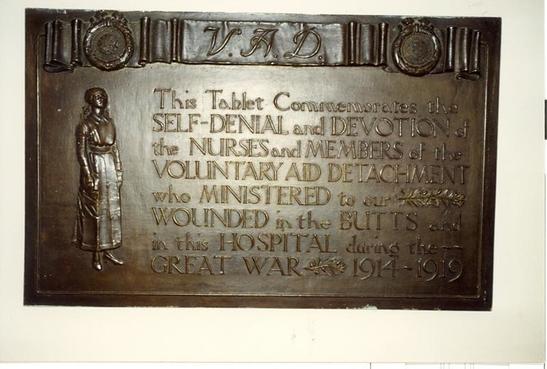 V.A.D.
This Tablet Commemorates the
SELF-DENIAL and DEVOTION of
the NURSES and MEMBERS of the
VOLUNTARY AID DETACHMENT
who MINISTERED to our
WOUNDED in the BUTTS and
in this HOSPITAL during the
GREAT WAR 1914-1919